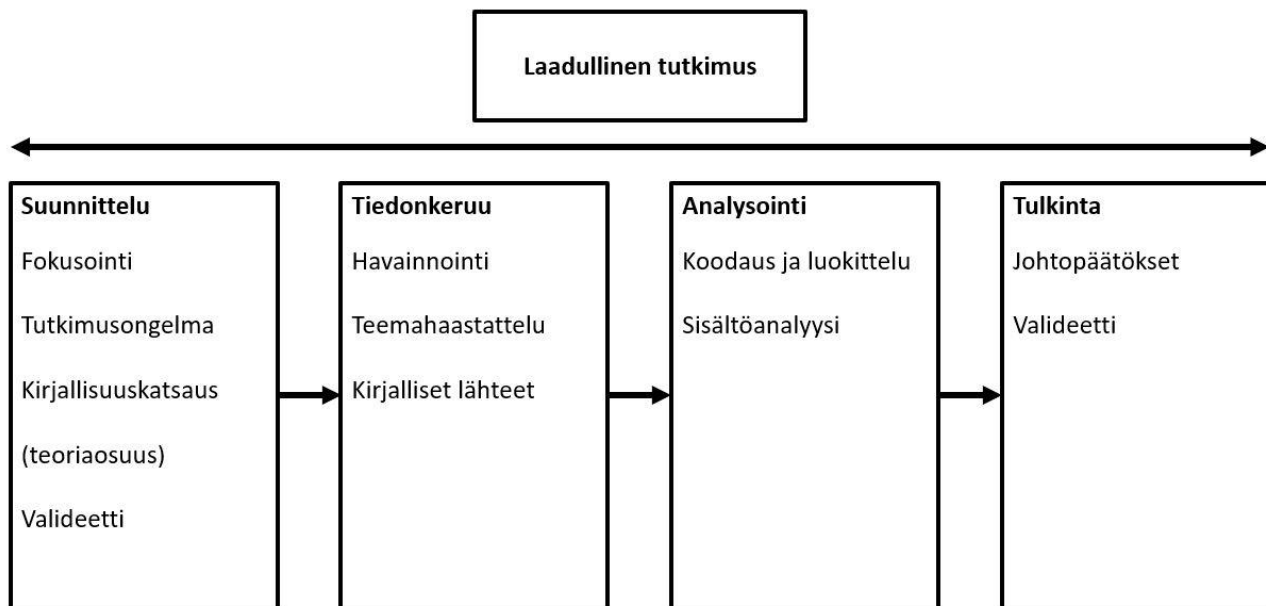 Laadullinen tutkimus
Suunnittelu
Fokusointi
Tutkimusongelma
Kirjallisuuskatsaus
(teoriaosuus)
Valideetti
Tiedonkeruu
Havainnointi
Teemahaastattelu
Kirjalliset lähteet
Analysointi
Koodaus ja luokittelu
Sisältöanalyysi
Tulkinta
Johtopäätökset
Valideetti